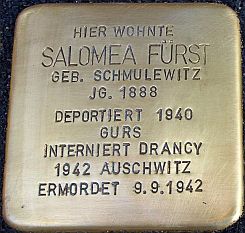 HIER WOHNTE
SALOMEA FÜRST
GEB. SCHMULEWITZ
JG. 1888
DEPORTIERT 1940
GURS
INTERNIERT DRANCY
1942 AUSCHWITZ
ERMORDET 9.9.1942